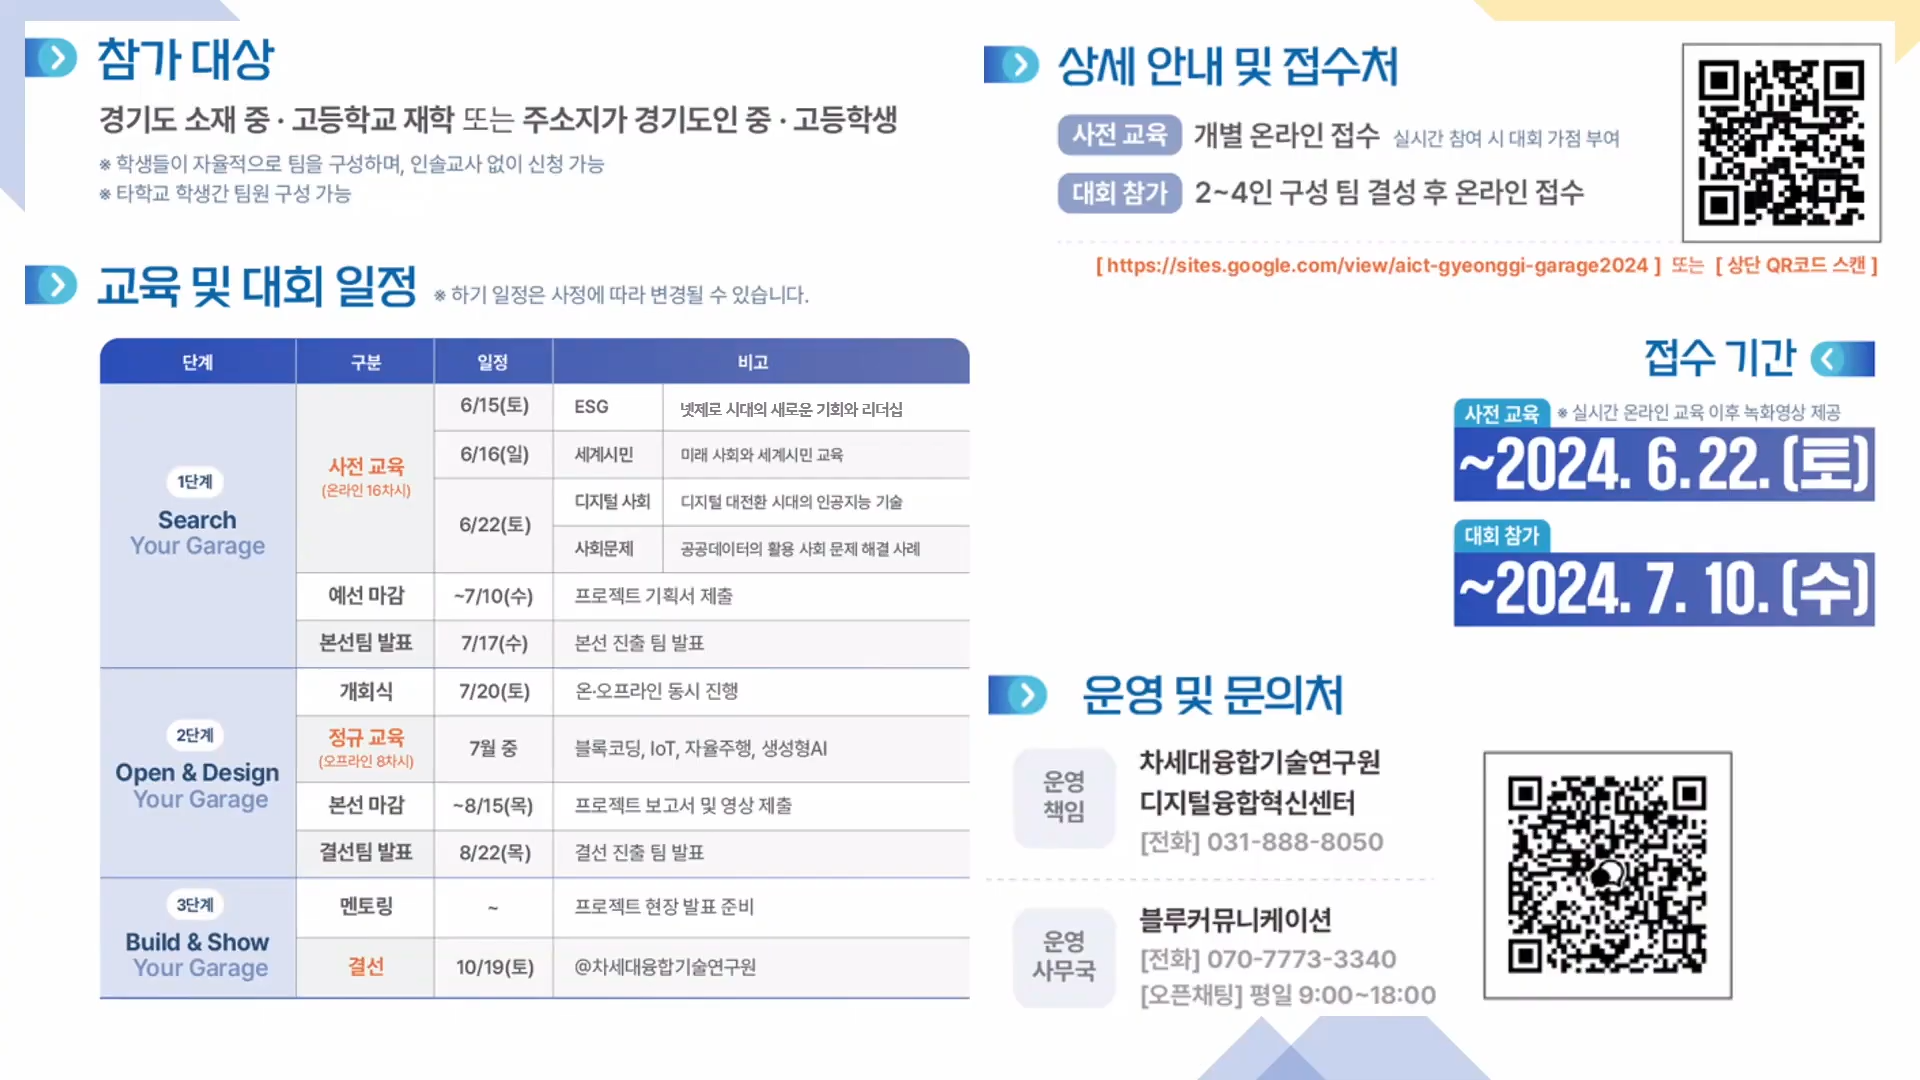 참가 대상
경기도 소재 중 · 고등학교 재학 또는 주소지가 경기도인 중 · 고등학생
※ 학생들이 자율적으로 팀을 구성하며, 인솔교사 없이 신청 가능
※ 타학교 학생간 팀원 구성 가능
교육 및 대회 일정 ※ 하기 일정은 사정에 따라 변경될 수 있습니다.
단계 구분 일정 비고
1단계
Search
Your Garage
사전 교육
(온라인 16차시)
6/15(토) ESG 넷제로 시대의 새로운 기회와 리더십
6/16(일) 세계시민 미래 사회와 세계시민 교육
6/22(토) 디지털 사회 디지털 대전환 시대의 인공지능 기술
사회문제 공공데이터의 활용 사회 문제 해결 사례
예선 마감 ~7/10(수) 프로젝트 기획서 제출
본선팀 발표 7/17(수) 본선 진출 팀 발표
2단계
Open & Design
Your Garage
개회식 7/20(토) 온·오프라인 동시 진행
정규 교육
(오프라인 8차시)
7월 중 블록코딩, IoT, 자율주행, 생성형AI
본선 마감 ~8/15(목) 프로젝트 보고서 및 영상 제출
결선팀 발표 8/22(목) 결선 진출 팀 발표
3단계
Build & Show
Your Garage
멘토링 ~ 프로젝트 현장 발표 준비
결선 10/19(토) @차세대융합기술연구원
상세 안내 및 접수처
사전 교육 개별 온라인 접수 실시간 참여 시 대회 가점 부여
대회 참가 2~4인 구성 팀 결성 후 온라인 접수
[ https://sites.google.com/view/aict-gyeonggi-garage2024 ] 또는 [ 상단 QR코드 스캔 ]
접수 기간
사전 교육 ※ 실시간 온라인 교육 이후 녹화영상 제공
~2024. 6. 22. (토)
대회 참가
~2024. 7. 10. (수)
운영 및 문의처
운영
책임
차세대융합기술연구원
디지털융합혁신센터
[전화] 031-888-8050
운영
사무국
블루커뮤니케이션
[전화] 070-7773-3340
[오픈채팅] 평일 9:00~18:00